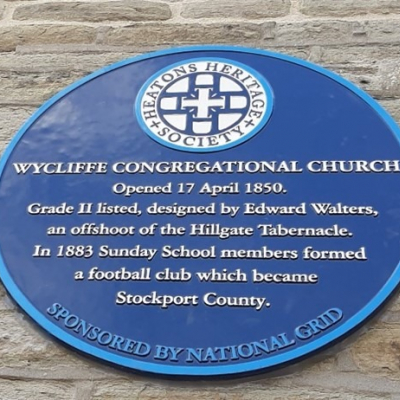 HEATONS HERITAGE
SOCIETY
WYCLIFFE CONGREGATIONAL CHURCH
Opened 17 April 1850.
Grade II listed, designed by Edward Walters,
an offshoot of the Hillgate Tabernacle.
In 1883 Sunday School members formed
a football club which became
Stockport County.
SPONSORED BY NATIONAL GRID